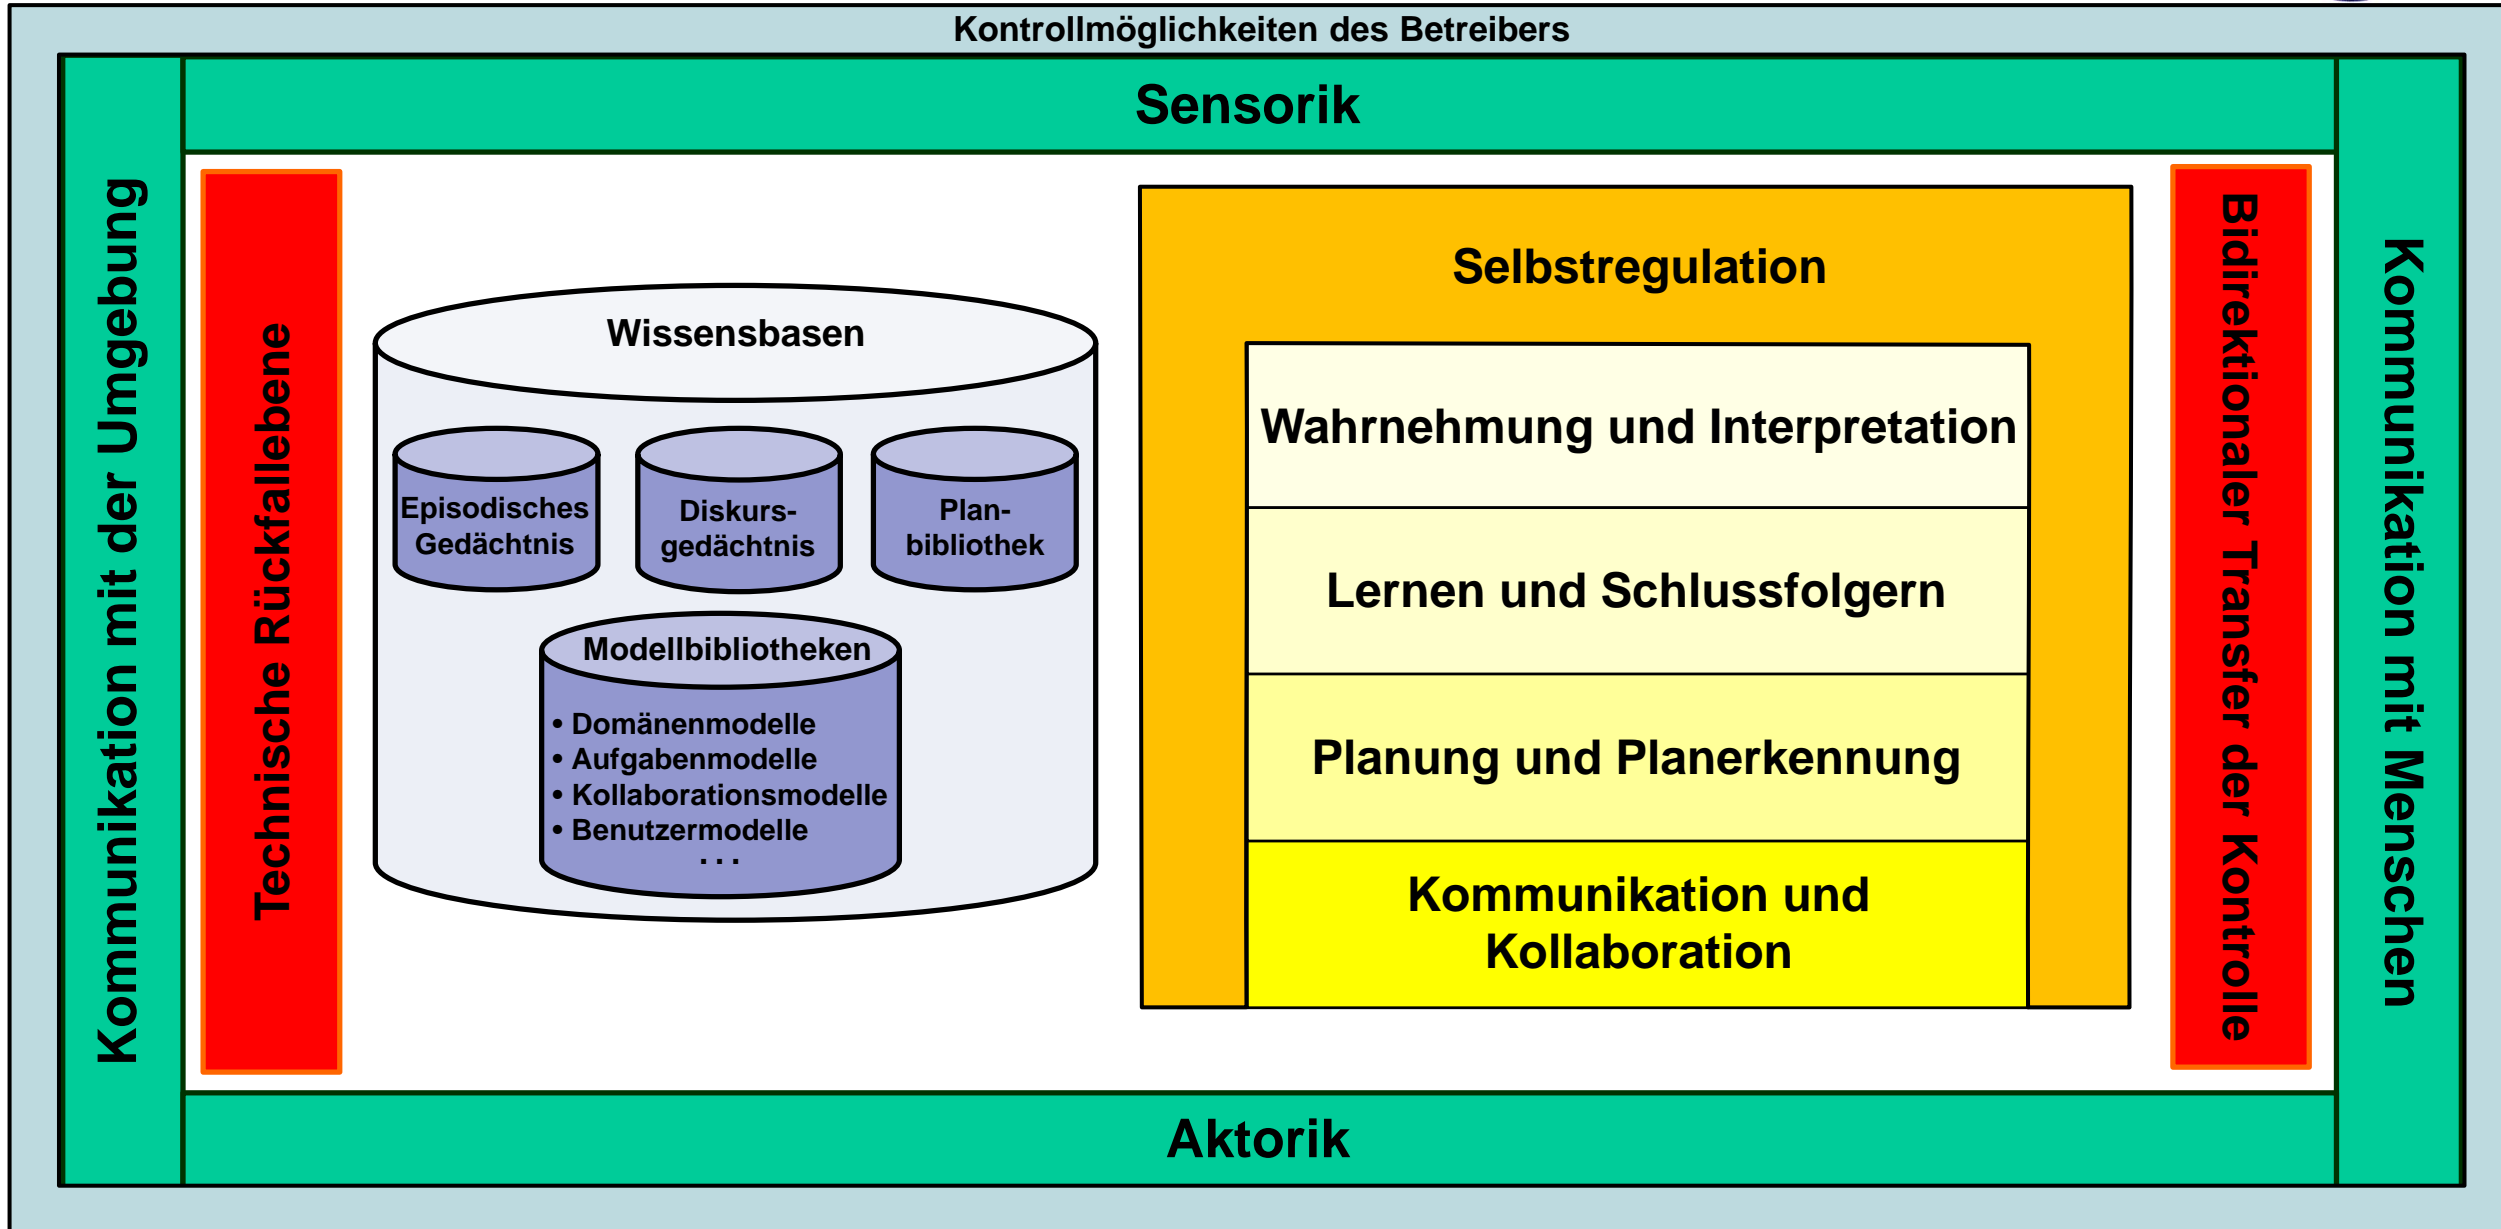 Kontrollmöglichkeiten des Betreibers
Sensorik
Kommunikation mit der Umgebung
Technische Rückfallebene
Wissensbasen
Episodisches
Gedächtnis
Diskurs-
gedächtnis
Plan-
bibliothek
Modellbibliotheken
• Domänenmodelle
• Aufgabenmodelle
• Kollaborationsmodelle
• Benutzermodelle
. . .
Selbstregulation
Wahrnehmung und Interpretation
Lernen und Schlussfolgern
Planung und Planerkennung
Kommunikation und
Kollaboration
Bidirektionaler Transfer der Kontrolle
Kommunikation mit Menschen
Aktorik